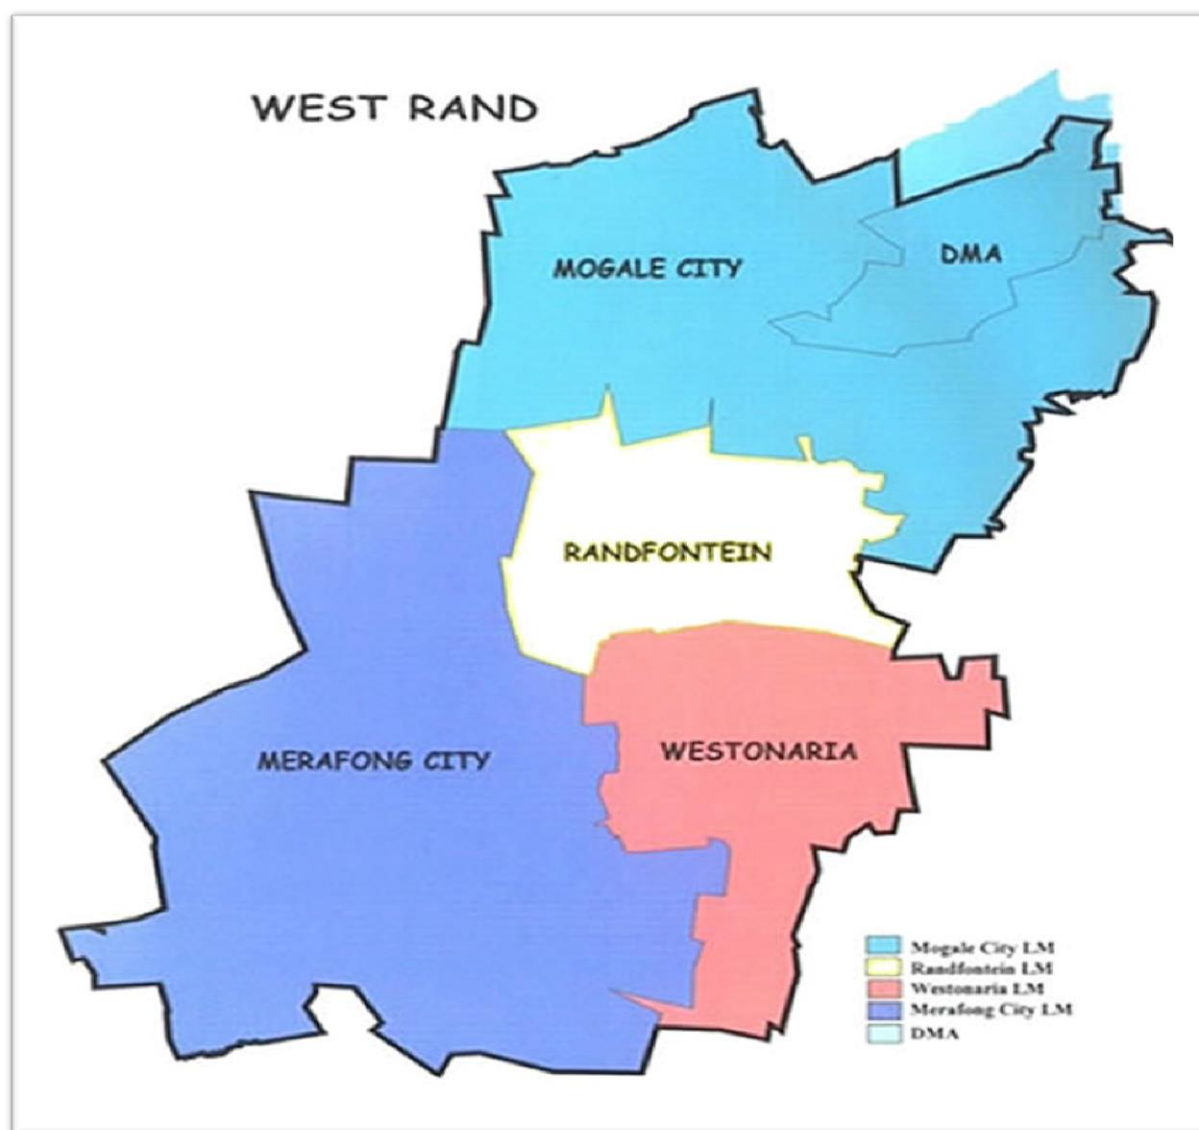 WEST RAND
MOGALE CITY
DMA
RANDFONTEIN
MERAFONG CITY
WESTONARIA
Mogale City LM
Randfontein LM
Westonaria LM
Merafong City LM
DMA